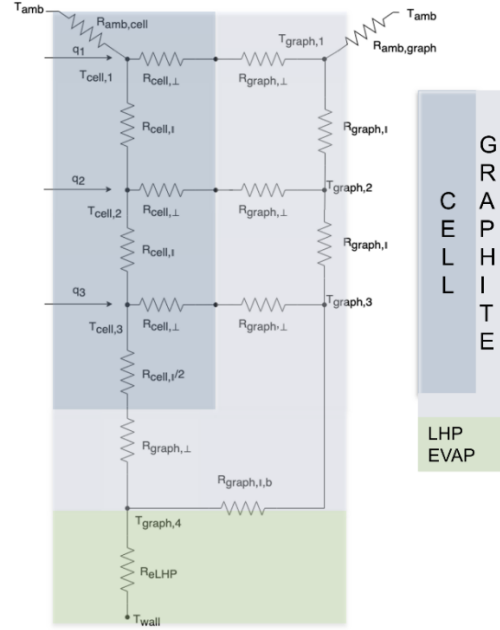 Tamb
Ramb,cell
Tgraph,1
Tamb
Ramb,graph
q1
Tcell,1
Rcell,⊥
Rgraph,⊥
Rcell,ı
Rgraph,ı
q2
Tcell,2
Rcell,⊥
Rgraph,⊥
Tgraph,2
Rcell,ı
Rgraph,ı
q3
Tcell,3
Rcell,⊥
Rgraph,⊥
Tgraph,3
Rcell,ı/2
Rgraph,⊥
Rgraph,ı,b
Tgraph,4
ReLHP
Twall
CELL
GRAPHITE
LHP
EVAP